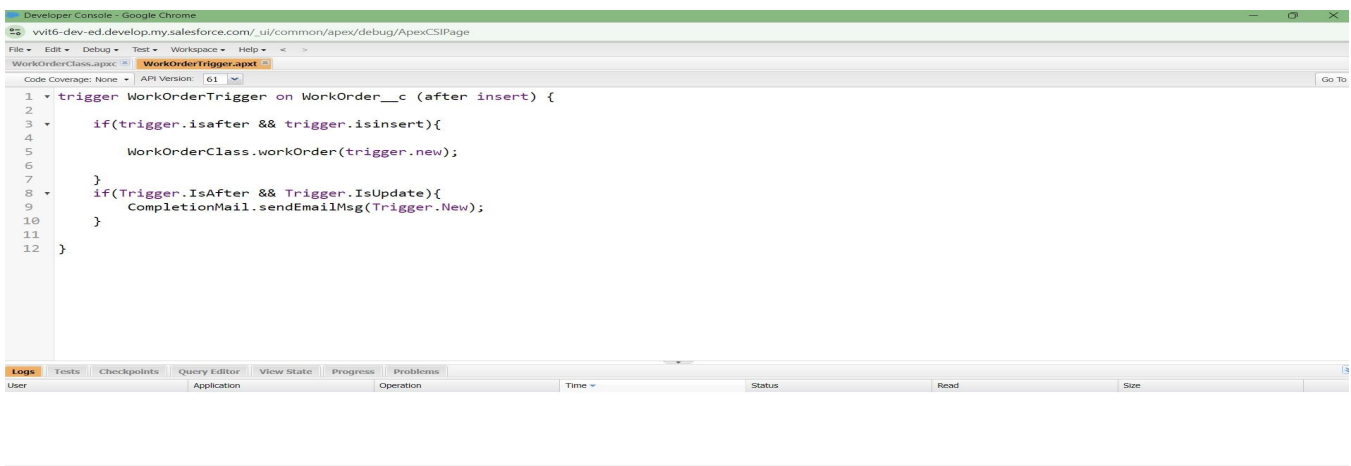 Developer Console - Google Chrome
vvit6-dev-ed.develop.my.salesforce.com/_ui/common/apex/debug/ApexCSIPage
File Edit Debug Test Workspace Help < >
WorkOrderClass.apxc WorkOrderTrigger.apxt
Code Coverage: None API Version: 61 Go To
1 trigger WorkOrderTrigger on WorkOrder__c (after insert) {
2
3 if(trigger.isafter && trigger.isinsert){
4
5 WorkOrderClass.workOrder(trigger.new);
6
7 }
8 if(Trigger.IsAfter && Trigger.IsUpdate){
9 CompletionMail.sendEmailMsg(Trigger.New);
10 }
11
12 }
Logs Tests Checkpoints Query Editor View State Progress Problems
User Application Operation Time Status Read Size